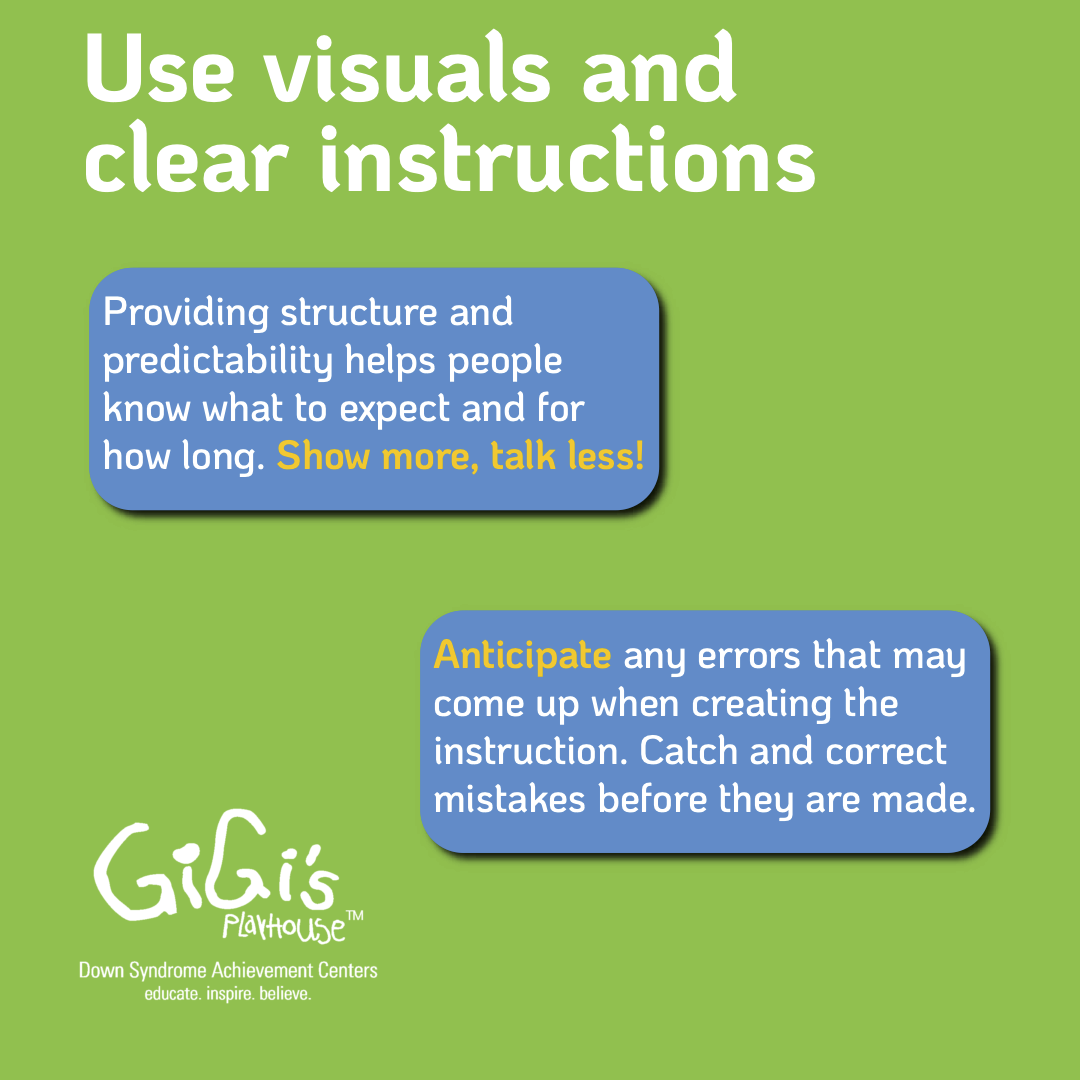 Use visuals and
clear instructions
Providing structure and
predictability helps people
know what to expect and for
how long. Show more, talk less!
Anticipate any errors that may
come up when creating the
instruction. Catch and correct
mistakes before they are made.
GiGi's
PLAYHOUSE™
Down Syndrome Achievement Centers
educate. inspire. believe.